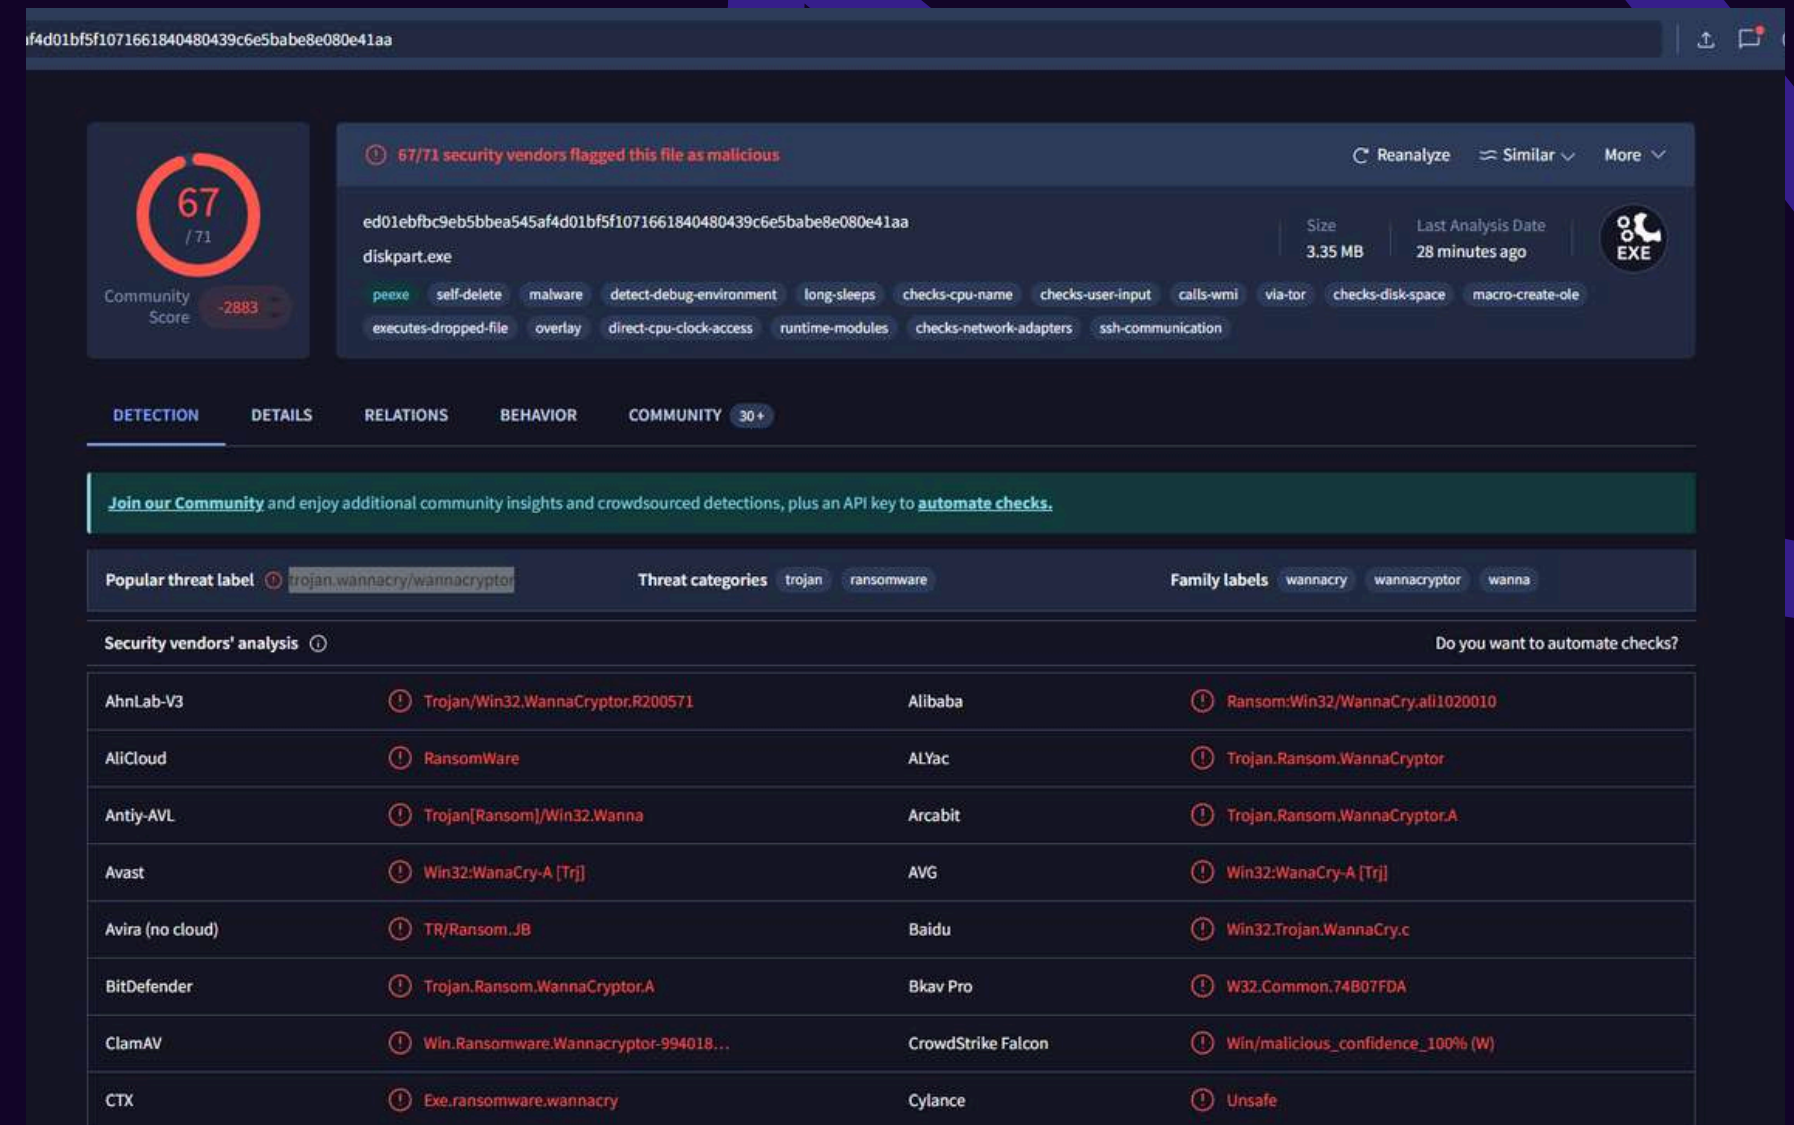 f4d01bf5f1071661840480439c6e5babe8e080e41aa
67/71 security vendors flagged this file as malicious
Reanalyze
Similar
More
67
/ 71
Community
Score
-2883
ed01ebfbc9eb5bbea545af4d01bf5f1071661840480439c6e5babe8e080e41aa
diskpart.exe
Size
3.35 MB
Last Analysis Date
28 minutes ago
EXE
peexe self-delete malware detect-debug-environment long-sleeps checks-cpu-name checks-user-input calls-wmi via-tor checks-disk-space macro-create-ole
executes-dropped-file overlay direct-cpu-clock-access runtime-modules checks-network-adapters ssh-communication
DETECTION DETAILS RELATIONS BEHAVIOR COMMUNITY 30+
Join our Community and enjoy additional community insights and crowdsourced detections, plus an API key to automate checks.
Popular threat label trojan.wannacry/wannacryptor Threat categories trojan ransomware Family labels wannacry wannacryptor wanna
Security vendors' analysis Do you want to automate checks?
AhnLab-V3 Trojan/Win32.WannaCryptor.R200571 Alibaba Ransom:Win32/WannaCry.ali1020010
AliCloud RansomWare ALYac Trojan.Ransom.WannaCryptor
Antiy-AVL Trojan[Ransom]/Win32.Wanna Arcabit Trojan.Ransom.WannaCryptor.A
Avast Win32:WanaCry-A [Trj] AVG Win32:WanaCry-A [Trj]
Avira (no cloud) TR/Ransom.JB Baidu Win32.Trojan.WannaCry.c
BitDefender Trojan.Ransom.WannaCryptor.A Bkav Pro W32.Common.74B07FDA
ClamAV Win.Ransomware.Wannacryptor-994018... CrowdStrike Falcon Win/malicious_confidence_100% (W)
CTX Exe.ransomware.wannacry Cylance Unsafe